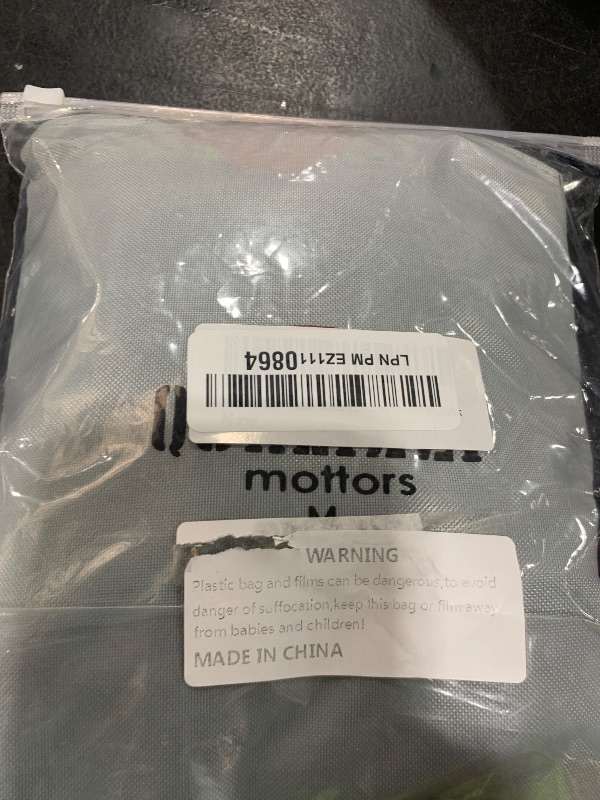 LPN PM EZ1110864
mottors
M
WARNING
Plastic bag and films can be dangerous,to avoid
danger of suffocation,keep this bag or film away
from babies and children!
MADE IN CHINA